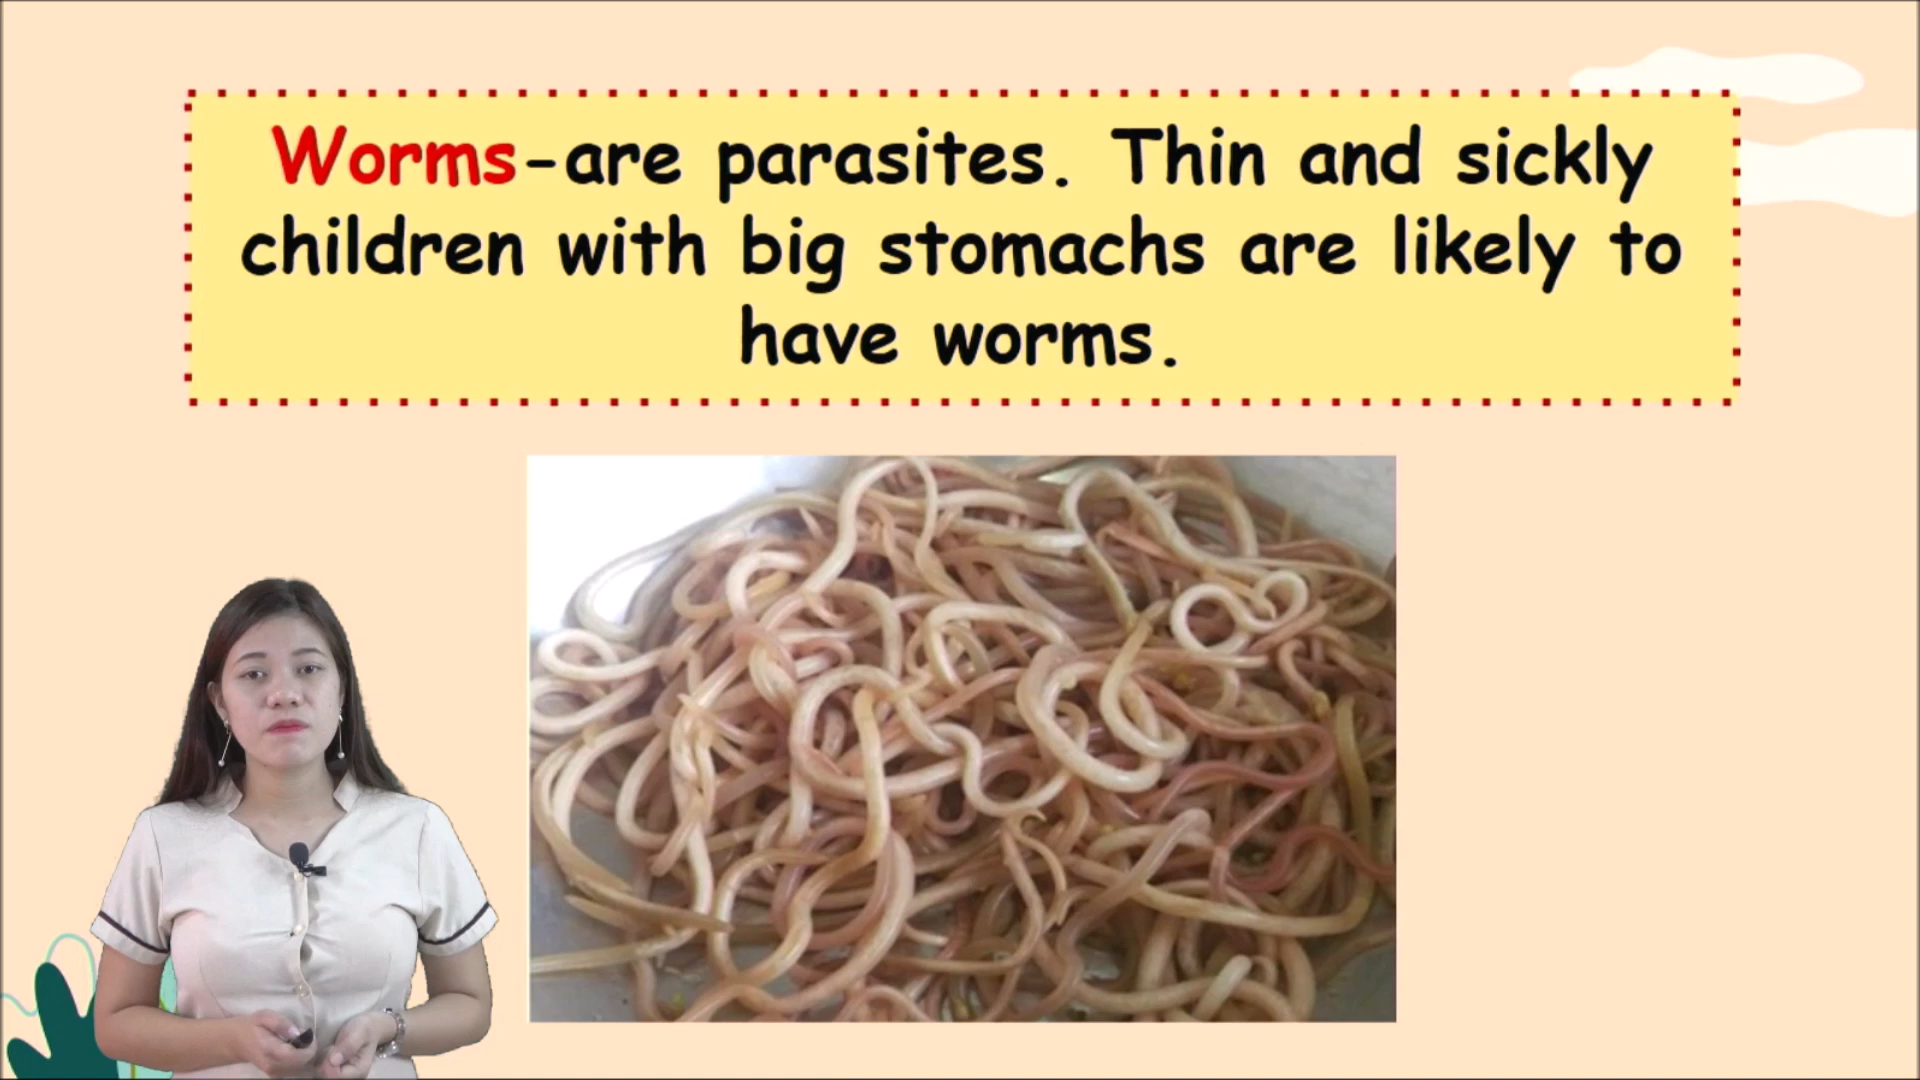 Worms-are parasites. Thin and sickly
children with big stomachs are likely to
have worms.